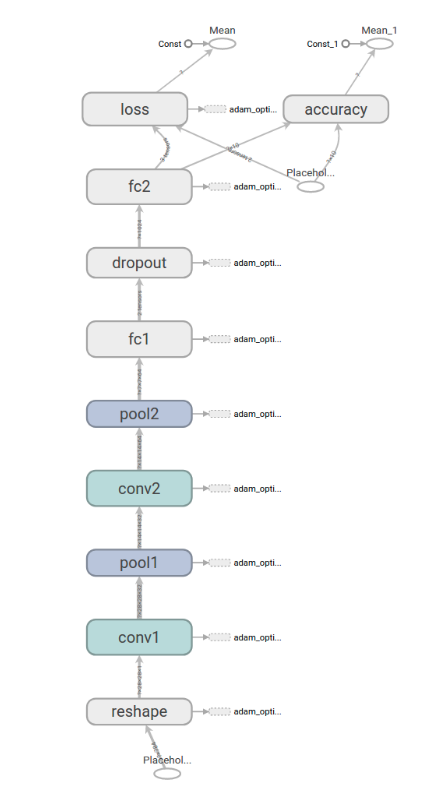 Mean
Mean_1
Const
Const_1
loss
adam_opti...
accuracy
Placehol...
fc2
adam_opti...
dropout
adam_opti...
fc1
adam_opti...
pool2
adam_opti...
conv2
adam_opti...
pool1
adam_opti...
conv1
adam_opti...
reshape
adam_opti...
Placehol...